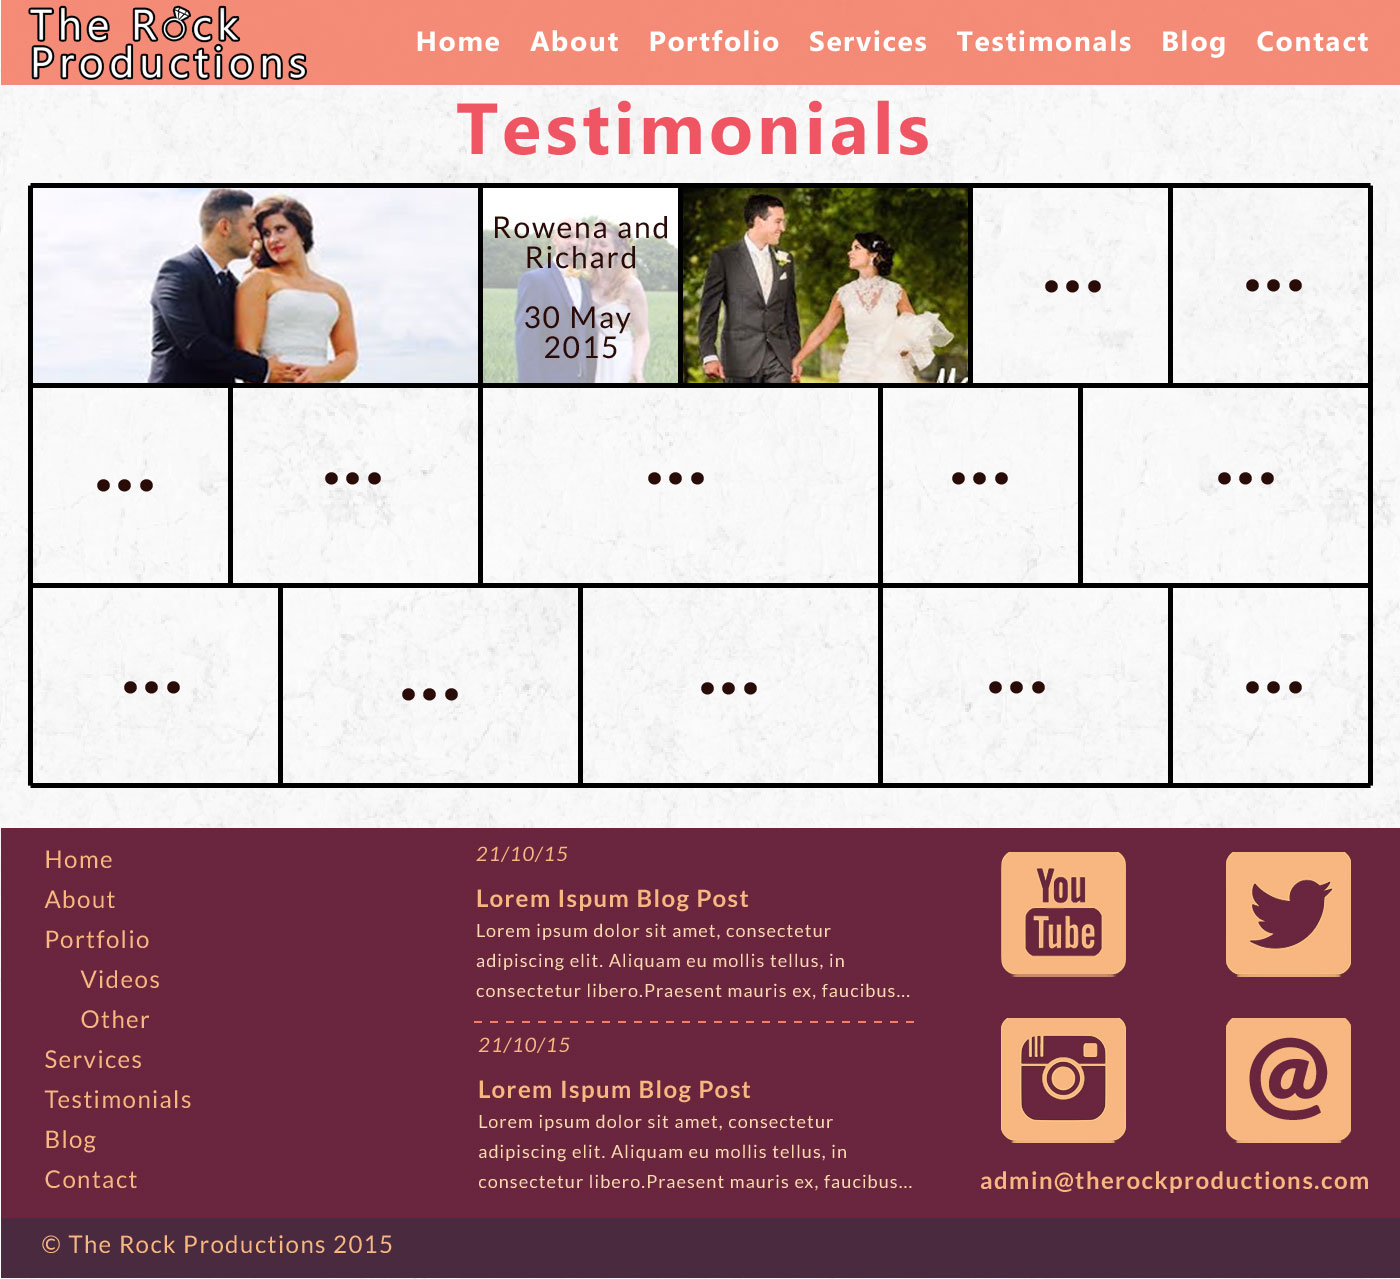 The Rock
Productions
Home About Portfolio Services Testimonals Blog Contact
Testimonials
Rowena and
Richard
30 May
2015
•••
•••
•••
•••
•••
•••
•••
•••
•••
•••
•••
•••
Home
About
Portfolio
Videos
Other
Services
Testimonials
Blog
Contact
21/10/15
Lorem Ispum Blog Post
Lorem ipsum dolor sit amet, consectetur
adipiscing elit. Aliquam eu mollis tellus, in
consectetur libero.Praesent mauris ex, faucibus...
21/10/15
Lorem Ispum Blog Post
Lorem ipsum dolor sit amet, consectetur
adipiscing elit. Aliquam eu mollis tellus, in
consectetur libero.Praesent mauris ex, faucibus...
You
Tube
@
admin@therockproductions.com
© The Rock Productions 2015